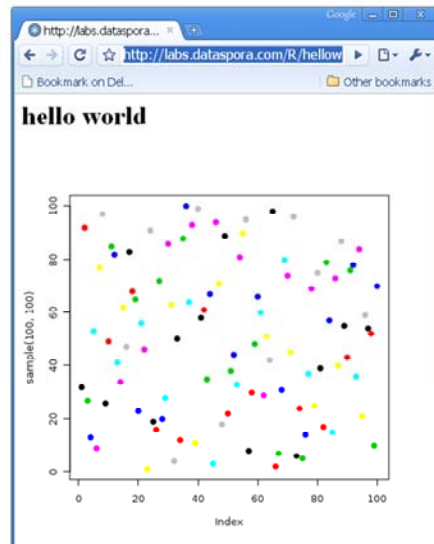 Google
http://labs.dataspora...
http://labs.dataspora.com/R/hellow
Bookmark on Del...
Other bookmarks
hello world
100
80
60
40
20
0
sample(100, 100)
0 20 40 60 80 100
Index